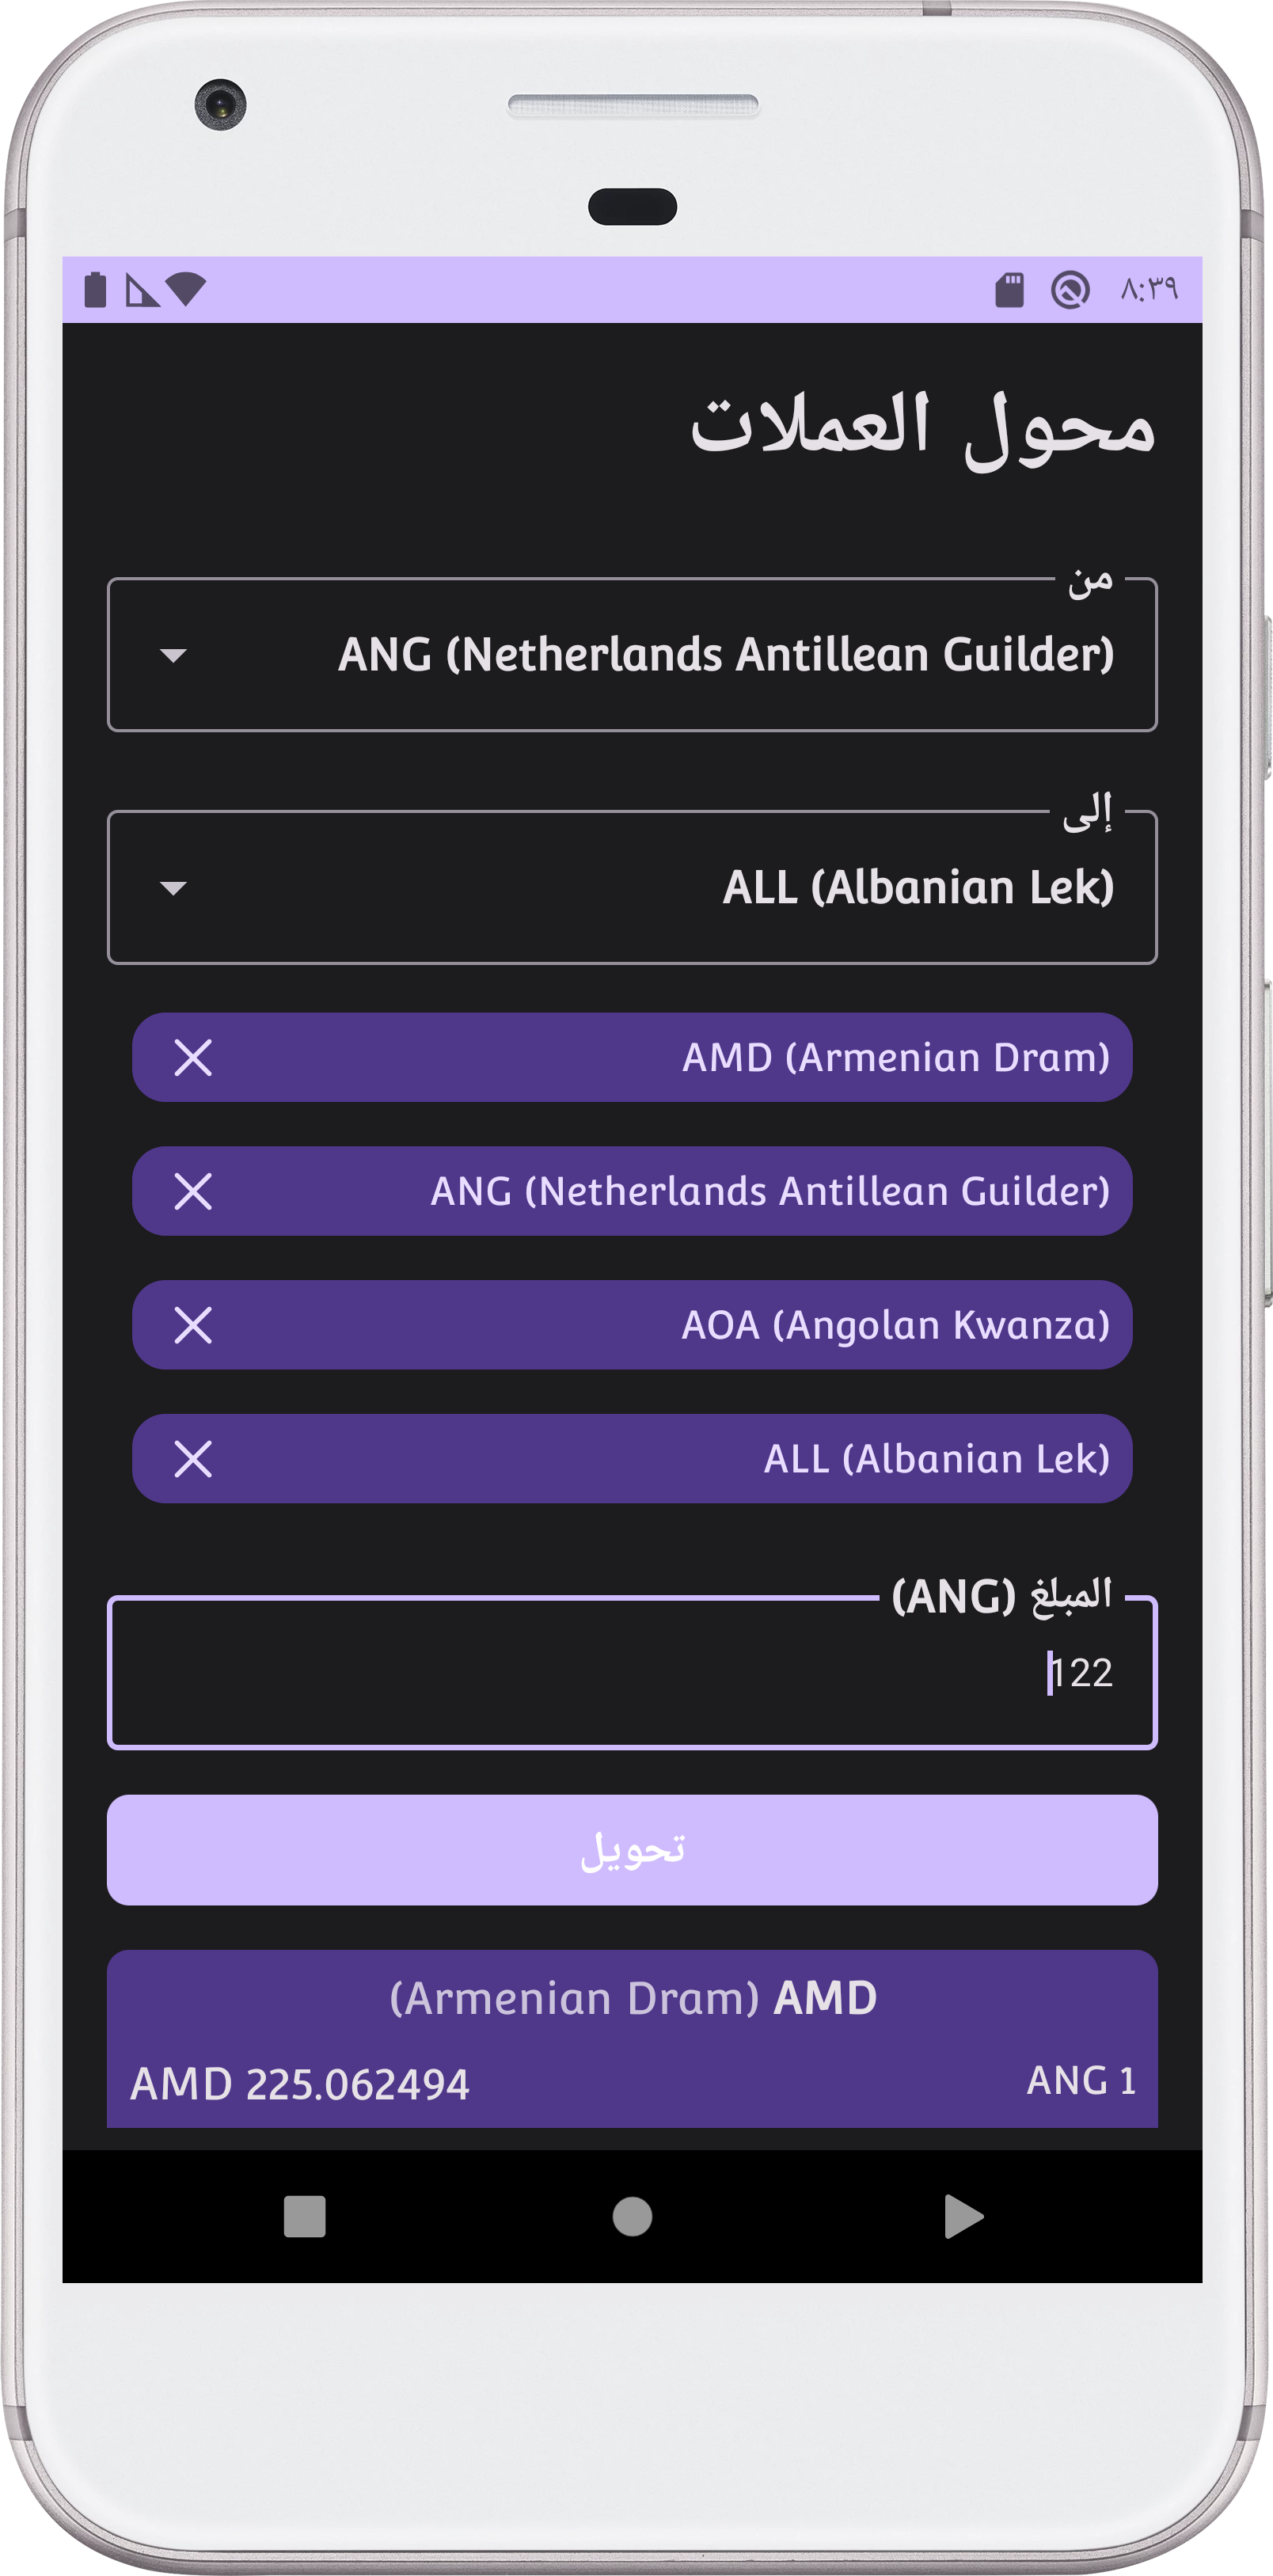 ٨:٣٩
محول العملات
من
ANG (Netherlands Antillean Guilder)
إلى
ALL (Albanian Lek)
AMD (Armenian Dram)
ANG (Netherlands Antillean Guilder)
AOA (Angolan Kwanza)
ALL (Albanian Lek)
المبلغ (ANG)
122
تحويل
(Armenian Dram) AMD
ANG 1
AMD 225.062494